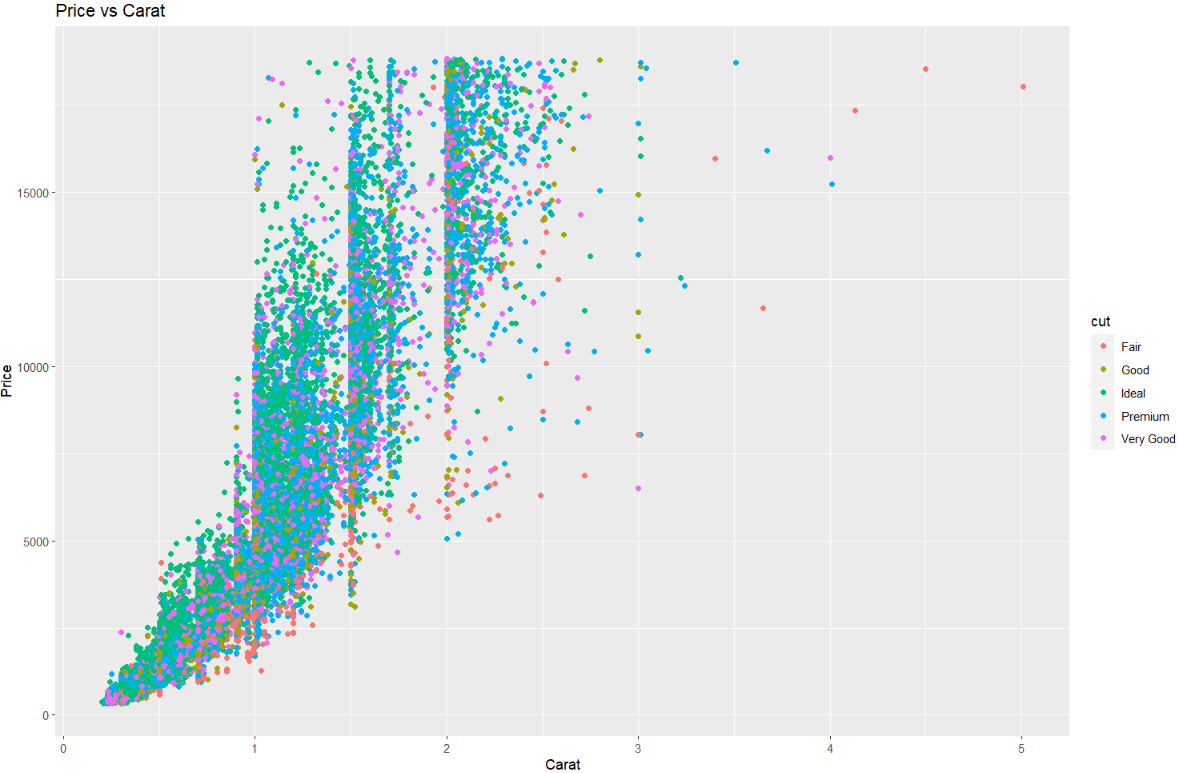 Price vs Carat
Price
15000
10000
5000
0
0 1 2 3 4 5
Carat
cut
Fair
Good
Ideal
Premium
Very Good